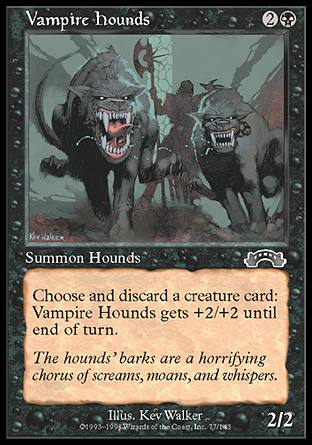 Vampire Hounds 2
KEV WALKER
Summon Hounds
Choose and discard a creature card:
Vampire Hounds gets +2/+2 until
end of turn.
The hounds' barks are a horrifying
chorus of screams, moans, and whispers.
Illus. Kev Walker 2/2
©1993–1998 Wizards of the Coast, Inc. 77/143